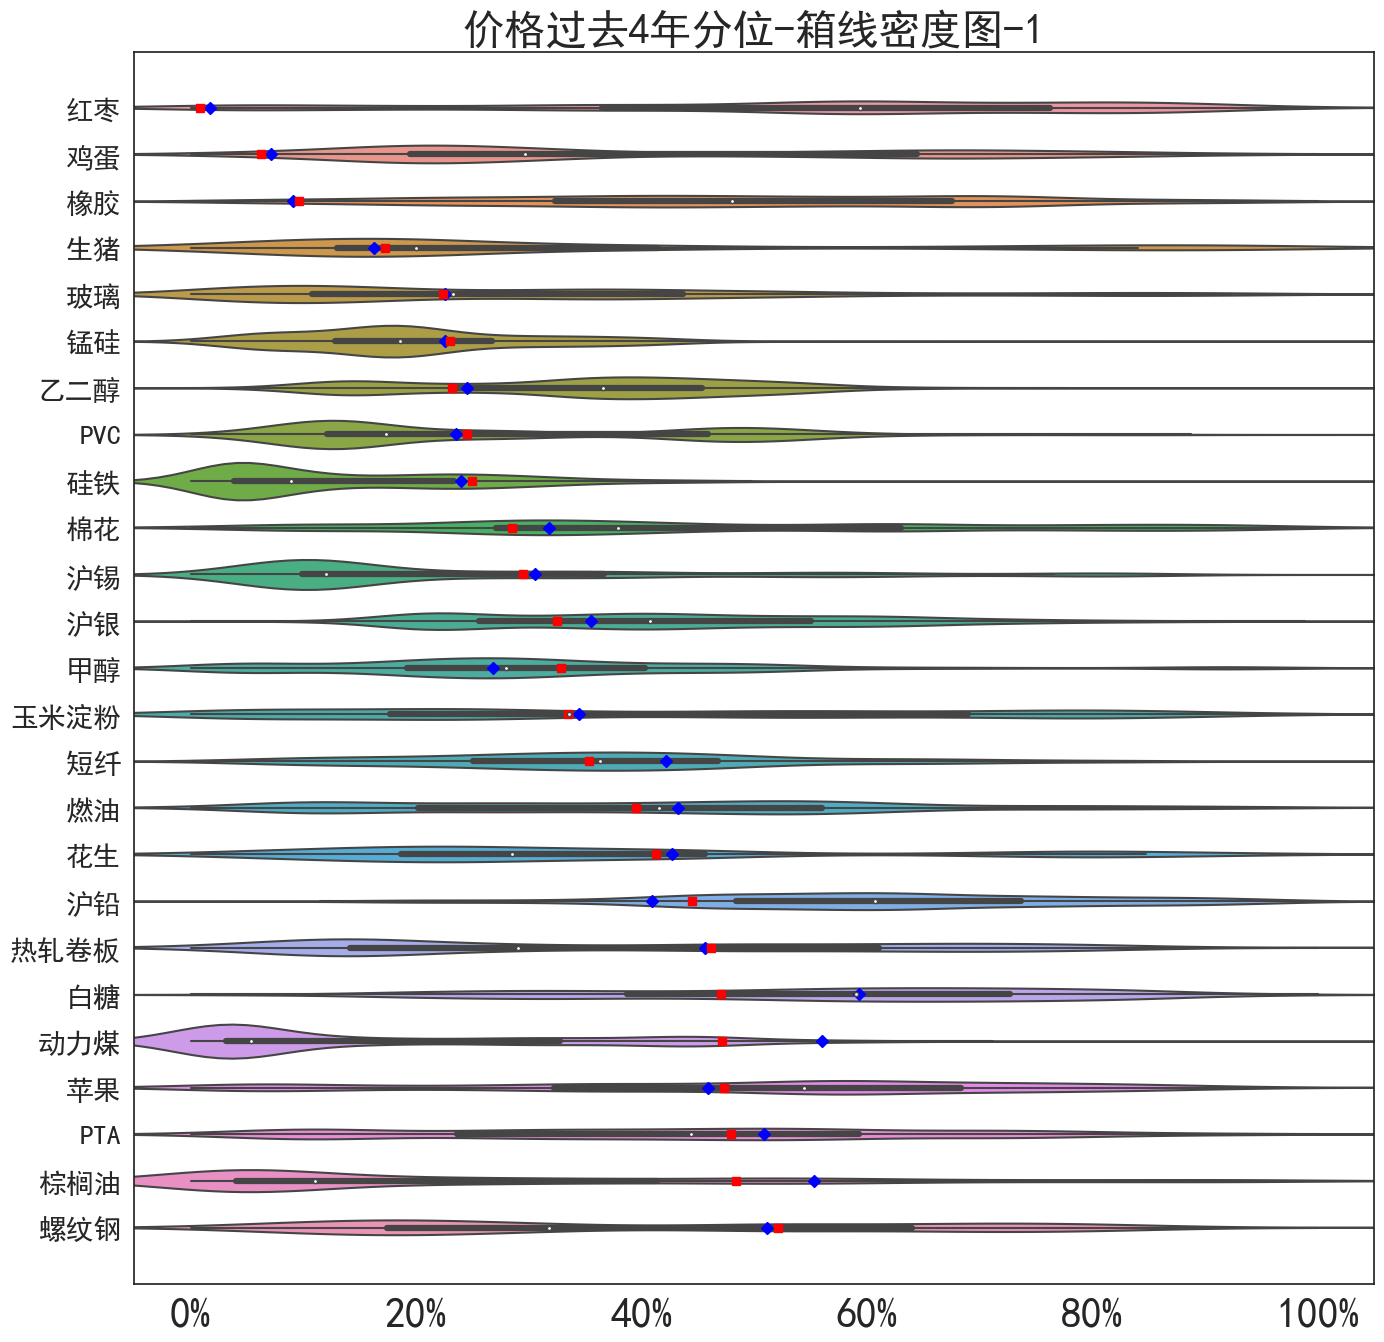 价格过去4年分位-箱线密度图-1
红枣
鸡蛋
橡胶
生猪
玻璃
锰硅
乙二醇
PVC
硅铁
棉花
沪锡
沪银
甲醇
玉米淀粉
短纤
燃油
花生
沪铅
热轧卷板
白糖
动力煤
苹果
PTA
棕榈油
螺纹钢
0% 20% 40% 60% 80% 100%